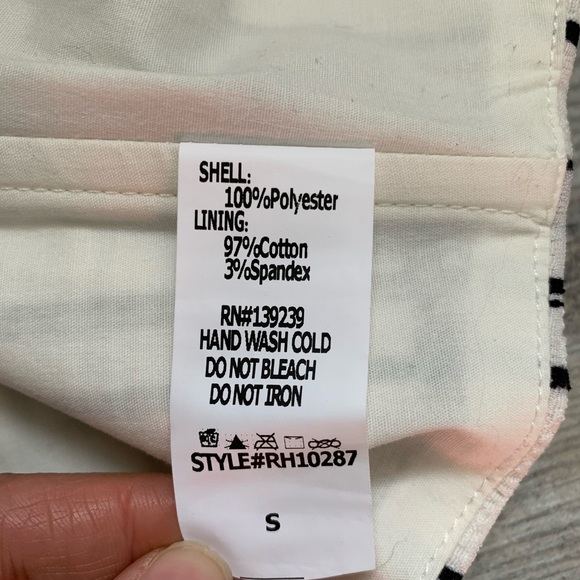 SHELL:
100%Polyester
LINING:
97%Cotton
3%Spandex
RN#139239
HAND WASH COLD
DO NOT BLEACH
DO NOT IRON
STYLE#RH10287
S